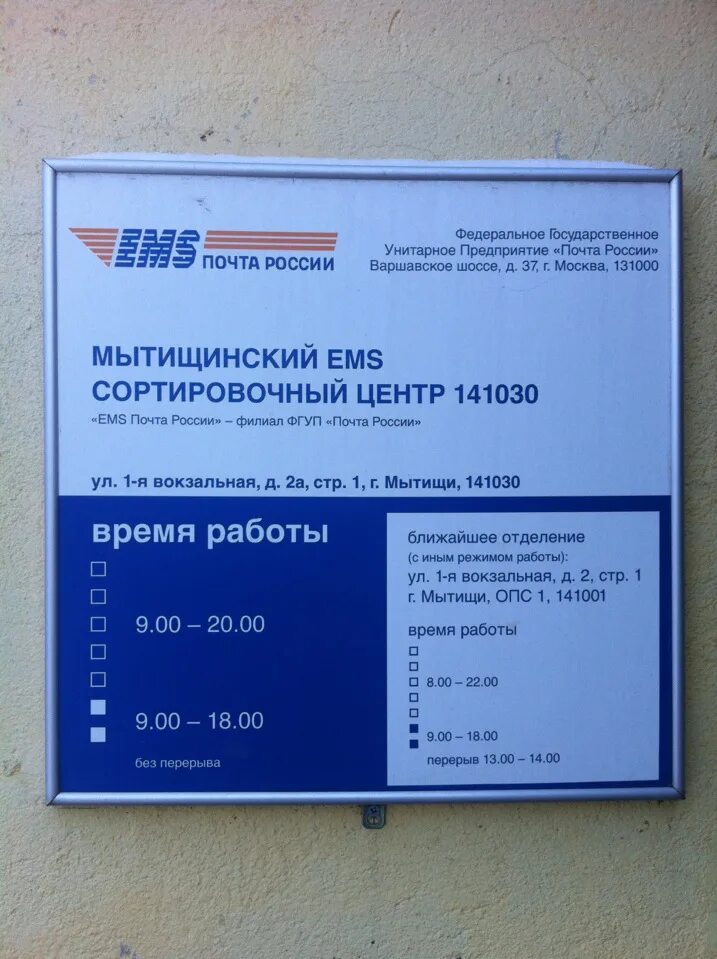 EMS ПОЧТА РОССИИ
Федеральное Государственное
Унитарное Предприятие «Почта России»
Варшавское шоссе, д. 37, г. Москва, 131000
МЫТИЩИНСКИЙ EMS
СОРТИРОВОЧНЫЙ ЦЕНТР 141030
«EMS Почта России» – филиал ФГУП «Почта России»
ул. 1-я вокзальная, д. 2а, стр. 1, г. Мытищи, 141030
время работы
9.00 – 20.00
9.00 – 18.00
без перерыва
ближайшее отделение
(с иным режимом работы):
ул. 1-я вокзальная, д. 2, стр. 1
г. Мытищи, ОПС 1, 141001
время работы
8.00 – 22.00
9.00 – 18.00
перерыв 13.00 – 14.00